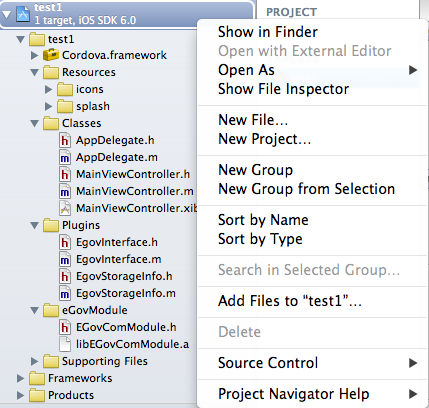 test1
1 target, iOS SDK 6.0
test1
Cordova.framework
Resources
icons
splash
Classes
AppDelegate.h
AppDelegate.m
MainViewController.h
MainViewController.m
MainViewController.xib
Plugins
EgovInterface.h
EgovInterface.m
EgovStorageInfo.h
EgovStorageInfo.m
eGovModule
EGovComModule.h
libEGovComModule.a
Supporting Files
Frameworks
Products
PROJECT
Show in Finder
Open with External Editor
Open As
Show File Inspector
New File...
New Project...
New Group
New Group from Selection
Sort by Name
Sort by Type
Search in Selected Group...
Add Files to “test1”...
Delete
Source Control
Project Navigator Help